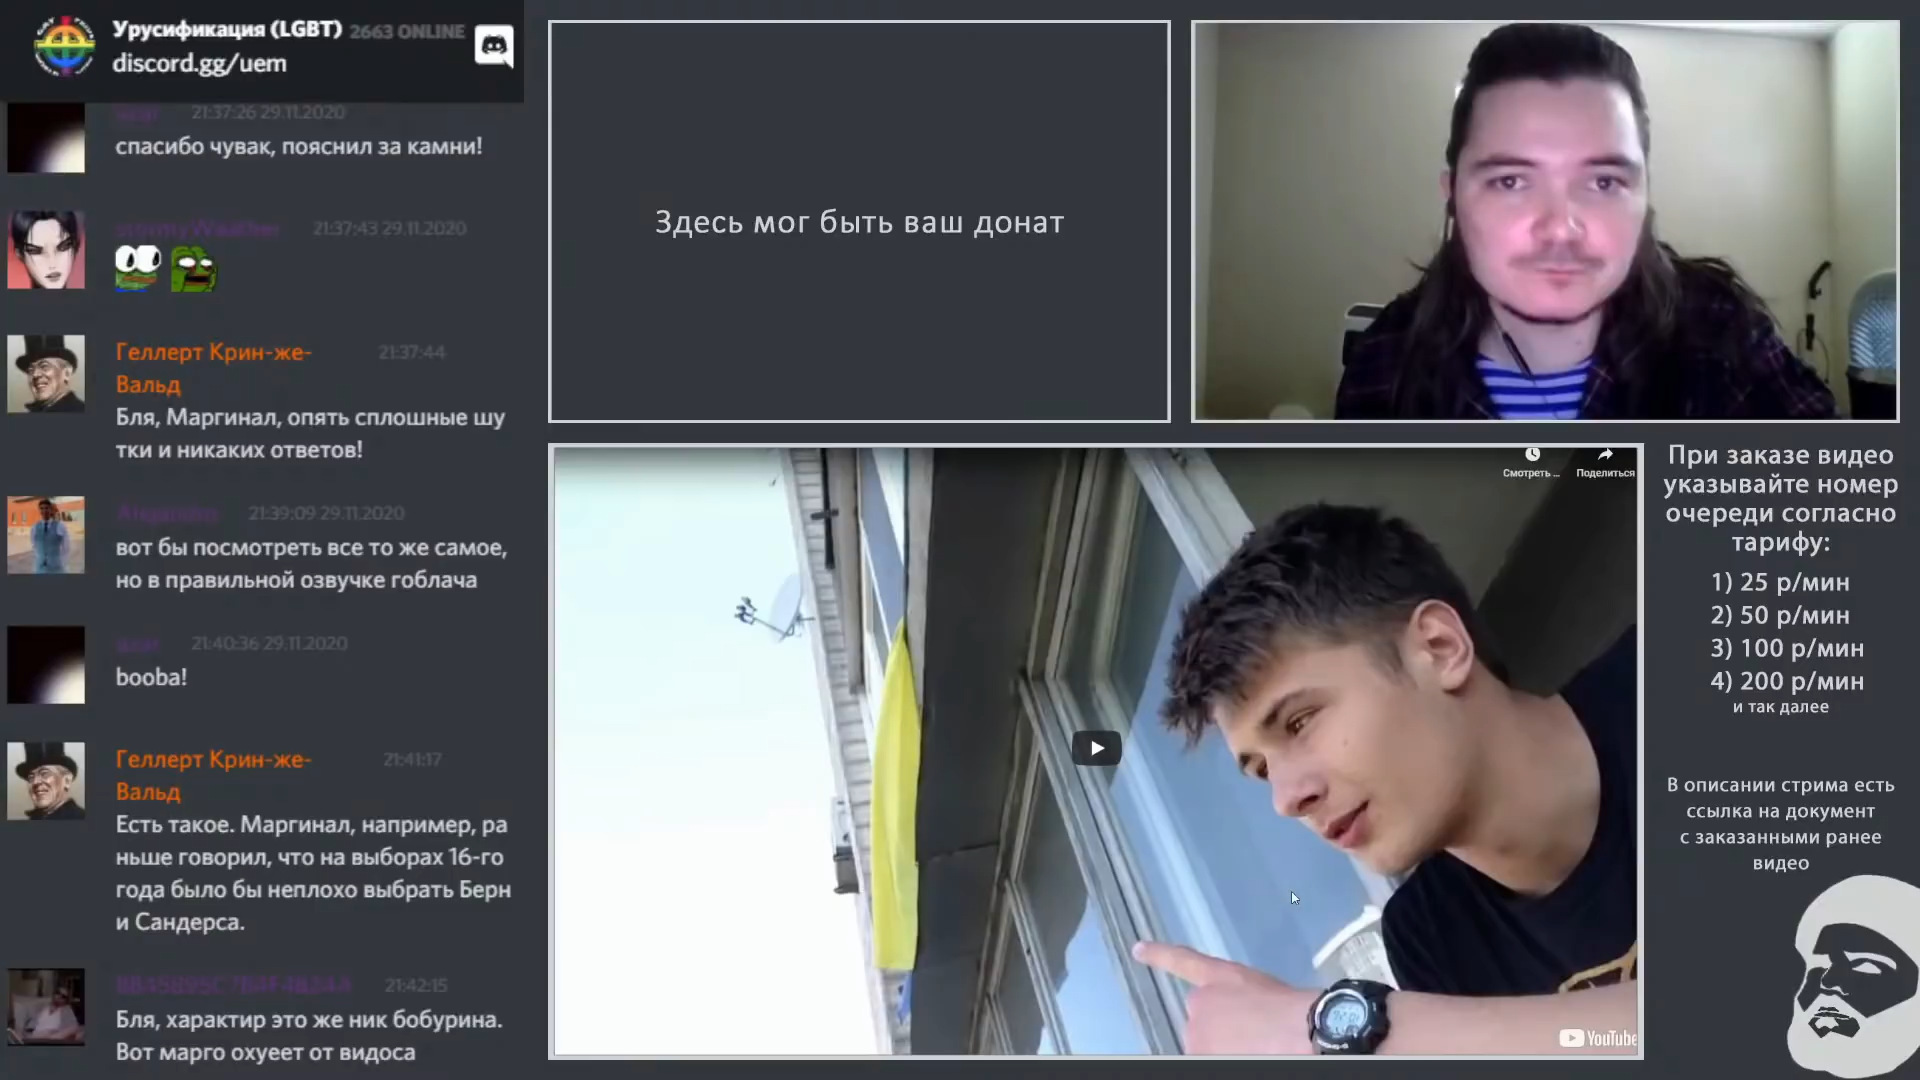 Урусификация (LGBT) 2663 ONLINE
discord.gg/uem
21:37:26 29.11.2020
спасибо чувак, пояснил за камни!
stormyWeather 21:37:43 29.11.2020
Геллерт Крин-же-
Вальд
21:37:44
Бля, Маргинал, опять сплошные шу
тки и никаких ответов!
21:39:09 29.11.2020
вот бы посмотреть все то же самое,
но в правильной озвучке гоблача
21:40:36 29.11.2020
booba!
Геллерт Крин-же-
Вальд
21:41:17
Есть такое. Маргинал, например, ра
ньше говорил, что на выборах 16-го
года было бы неплохо выбрать Берн
и Сандерса.
21:42:15
Бля, характир это же ник бобурина.
Вот марго охуеет от видоса
Здесь мог быть ваш донат
Смотреть ...
Поделиться
YouTube
При заказе видео
указывайте номер
очереди согласно
тарифу:
1) 25 р/мин
2) 50 р/мин
3) 100 р/мин
4) 200 р/мин
и так далее
В описании стрима есть
ссылка на документ
с заказанными ранее
видео